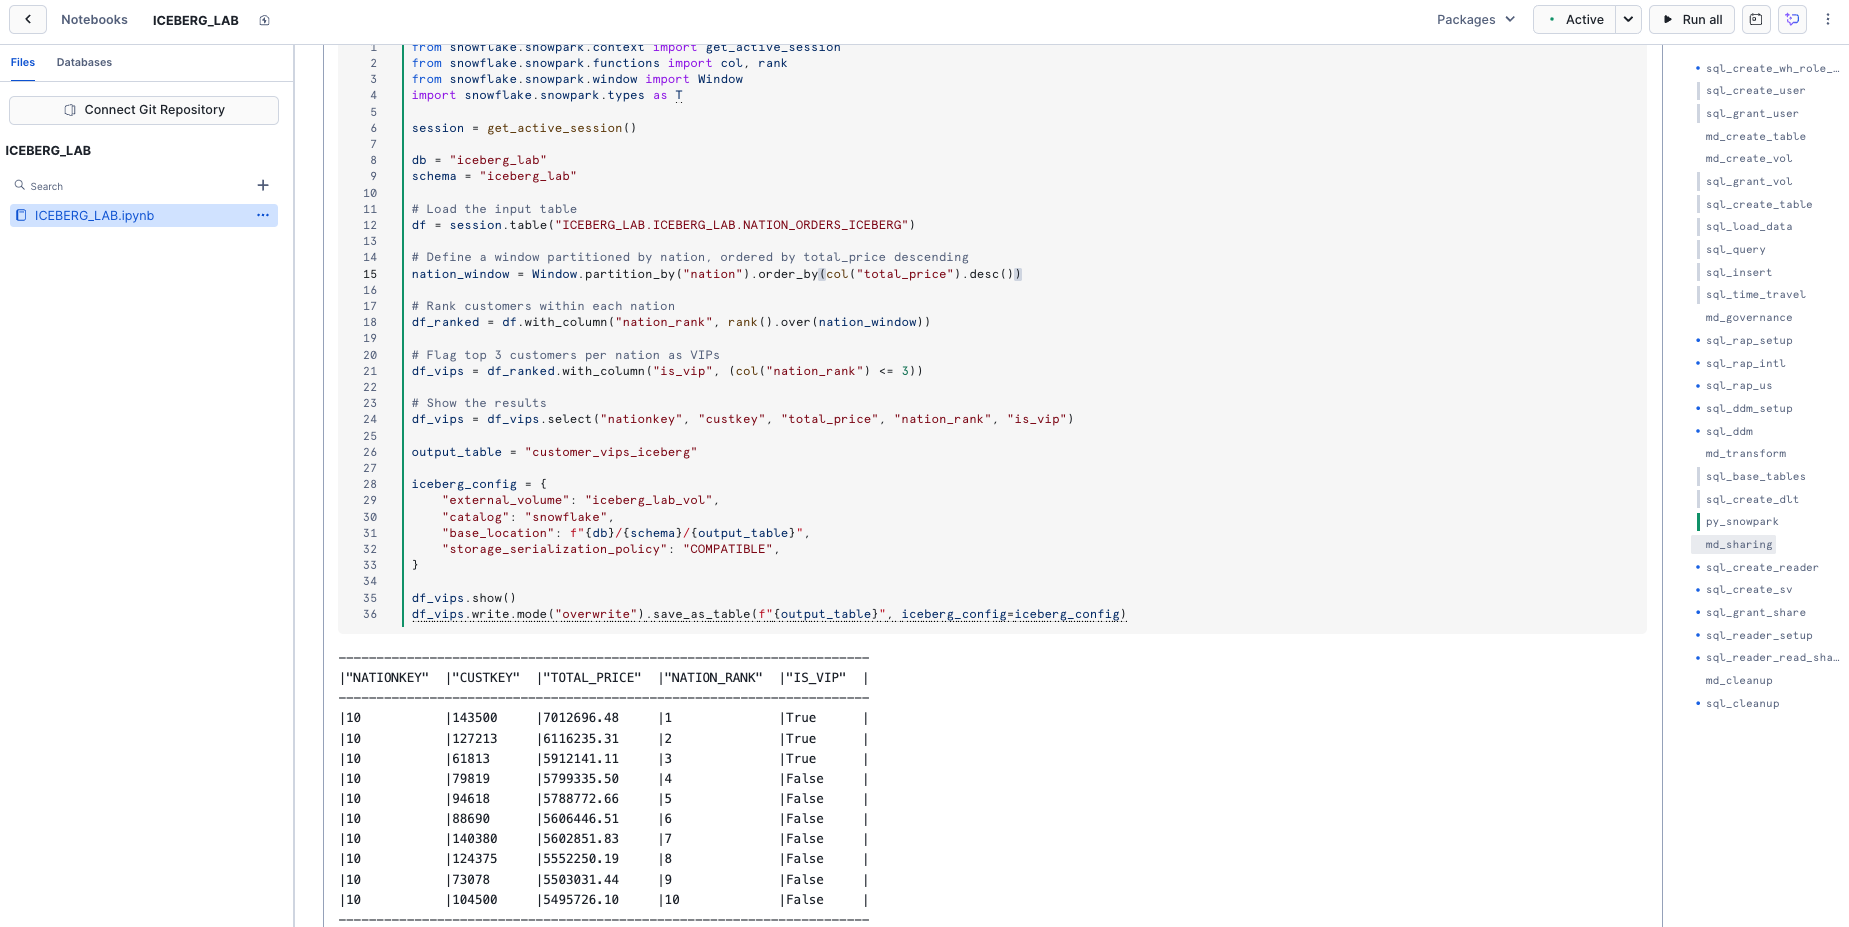 Notebooks
ICEBERG_LAB
Packages
Active
Run all
Files
Databases
Connect Git Repository
ICEBERG_LAB
Search
ICEBERG_LAB.ipynb
1 from snowflake.snowpark.context import get_active_session
2 from snowflake.snowpark.functions import col, rank
3 from snowflake.snowpark.window import Window
4 import snowflake.snowpark.types as T
5
6 session = get_active_session()
7
8 db = "iceberg_lab"
9 schema = "iceberg_lab"
10
11 # Load the input table
12 df = session.table("ICEBERG_LAB.ICEBERG_LAB.NATION_ORDERS_ICEBERG")
13
14 # Define a window partitioned by nation, ordered by total_price descending
15 nation_window = Window.partition_by("nation").order_by(col("total_price").desc())
16
17 # Rank customers within each nation
18 df_ranked = df.with_column("nation_rank", rank().over(nation_window))
19
20 # Flag top 3 customers per nation as VIPs
21 df_vips = df_ranked.with_column("is_vip", (col("nation_rank") <= 3))
22
23 # Show the results
24 df_vips = df_vips.select("nationkey", "custkey", "total_price", "nation_rank", "is_vip")
25
26 output_table = "customer_vips_iceberg"
27
28 iceberg_config = {
29     "external_volume": "iceberg_lab_vol",
30     "catalog": "snowflake",
31     "base_location": f"{db}/{schema}/{output_table}",
32     "storage_serialization_policy": "COMPATIBLE",
33 }
34
35 df_vips.show()
36 df_vips.write.mode("overwrite").save_as_table(f"{output_table}", iceberg_config=iceberg_config)
|"NATIONKEY"  |"CUSTKEY"  |"TOTAL_PRICE"  |"NATION_RANK"  |"IS_VIP"  |
|10           |143500     |7012696.48     |1              |True      |
|10           |127213     |6116235.31     |2              |True      |
|10           |61813      |5912141.11     |3              |True      |
|10           |79819      |5799335.50     |4              |False     |
|10           |94618      |5788772.66     |5              |False     |
|10           |88690      |5606446.51     |6              |False     |
|10           |140380     |5602851.83     |7              |False     |
|10           |124375     |5552250.19     |8              |False     |
|10           |73078      |5503031.44     |9              |False     |
|10           |104500     |5495726.10     |10             |False     |
sql_create_wh_role_…
sql_create_user
sql_grant_user
md_create_table
md_create_vol
sql_grant_vol
sql_create_table
sql_load_data
sql_query
sql_insert
sql_time_travel
md_governance
sql_rap_setup
sql_rap_intl
sql_rap_us
sql_ddm_setup
sql_ddm
md_transform
sql_base_tables
sql_create_dlt
py_snowpark
md_sharing
sql_create_reader
sql_create_sv
sql_grant_share
sql_reader_setup
sql_reader_read_sha…
md_cleanup
sql_cleanup